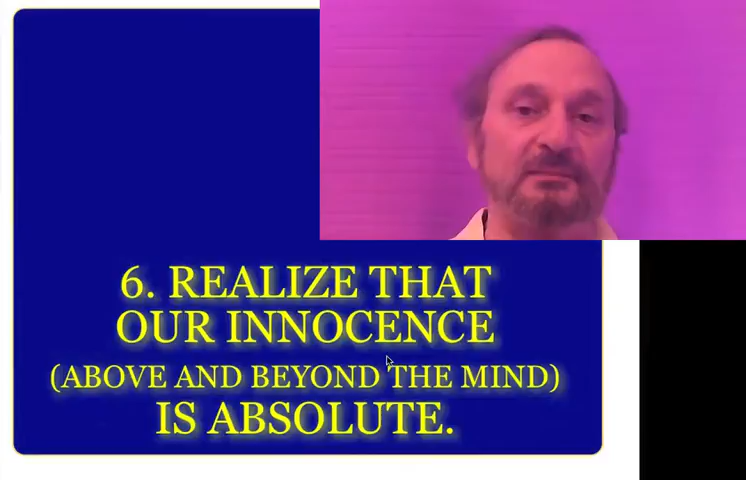 6. REALIZE THAT
OUR INNOCENCE
(ABOVE AND BEYOND THE MIND)
IS ABSOLUTE.